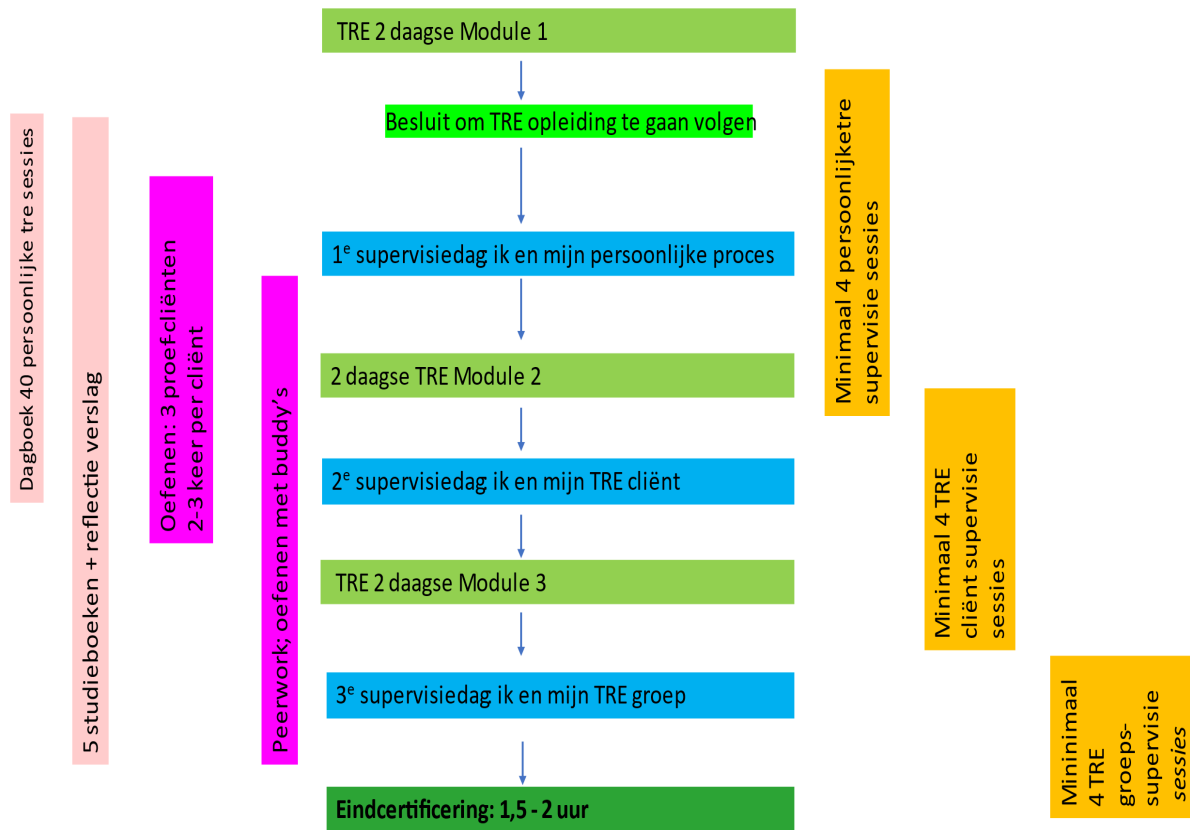 TRE 2 daagse Module 1
Besluit om TRE opleiding te gaan volgen
1e supervisiedag: ik en mijn persoonlijke proces
2 daagse TRE Module 2
2e supervisiedag: ik en mijn TRE cliënt
TRE 2 daagse Module 3
3e supervisiedag: ik en mijn TRE groep
Eindcertificering: 1,5 - 2 uur
Dagboek 40 persoonlijke tre sessies
5 studieboeken + reflectie verslag
Oefenen: 3 proef-cliënten
2-3 keer per cliënt
Peerwork; oefenen met buddy’s
Minimaal 4 persoonlijketre
supervisie sessies
Minimaal 4 TRE
cliënt supervisie
sessies
Mininimaal
4 TRE
groeps-
supervisie
sessies